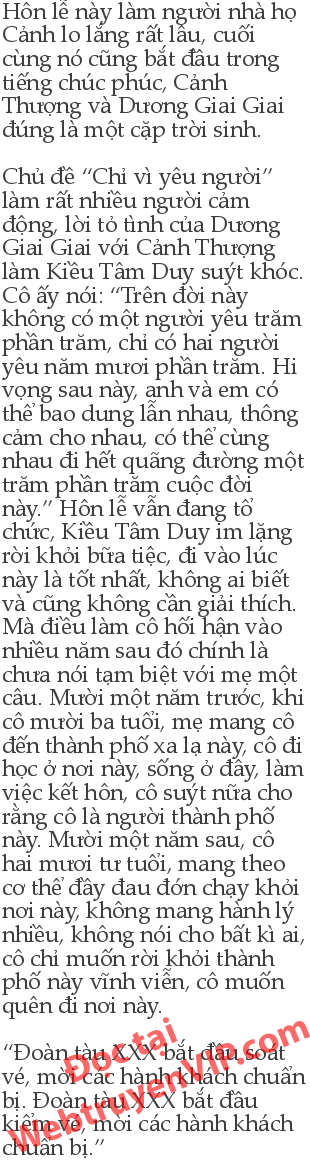 Hôn lễ này làm người nhà họ
Cảnh lo lắng rất lâu, cuối
cùng nó cũng bắt đầu trong
tiếng chúc phúc, Cảnh
Thượng và Dương Giai Giai
đúng là một cặp trời sinh.

Chủ đề “Chỉ vì yêu người”
làm rất nhiều người cảm
động, lời tỏ tình của Dương
Giai Giai với Cảnh Thượng
làm Kiều Tâm Duy suýt khóc.
Cô ấy nói: “Trên đời này
không có một người yêu trăm
phần trăm, chỉ có hai người
yêu năm mươi phần trăm. Hi
vọng sau này, anh và em có
thể bao dung lẫn nhau, thông
cảm cho nhau, có thể cùng
nhau đi hết quãng đường một
trăm phần trăm cuộc đời
này.” Hôn lễ vẫn đang tổ
chức, Kiều Tâm Duy im lặng
rời khỏi bữa tiệc, đi vào lúc
này là tốt nhất, không ai biết
và cũng không cần giải thích.
Mà điều làm cô hối hận vào
nhiều năm sau đó chính là
chưa nói tạm biệt với mẹ một
câu. Mười một năm trước, khi
cô mười ba tuổi, mẹ mang cô
đến thành phố xa lạ này, cô đi
học ở nơi này, sống ở đây, làm
việc kết hôn, cô suýt nữa cho
rằng cô là người thành phố
này. Mười một năm sau, cô
hai mươi tư tuổi, mang theo
cơ thể đầy đau đớn chạy khỏi
nơi này, không mang hành lý
nhiều, không nói cho bất kì ai,
cô chỉ muốn rời khỏi thành
phố này vĩnh viễn, cô muốn
quên đi nơi này.

“Đoàn tàu XXX bắt đầu soát
vé, mời các hành khách chuẩn
bị. Đoàn tàu XXX bắt đầu
kiểm vé, mời các hành khách
chuẩn bị.”
Đọc tại
WebtruyenVIP.com